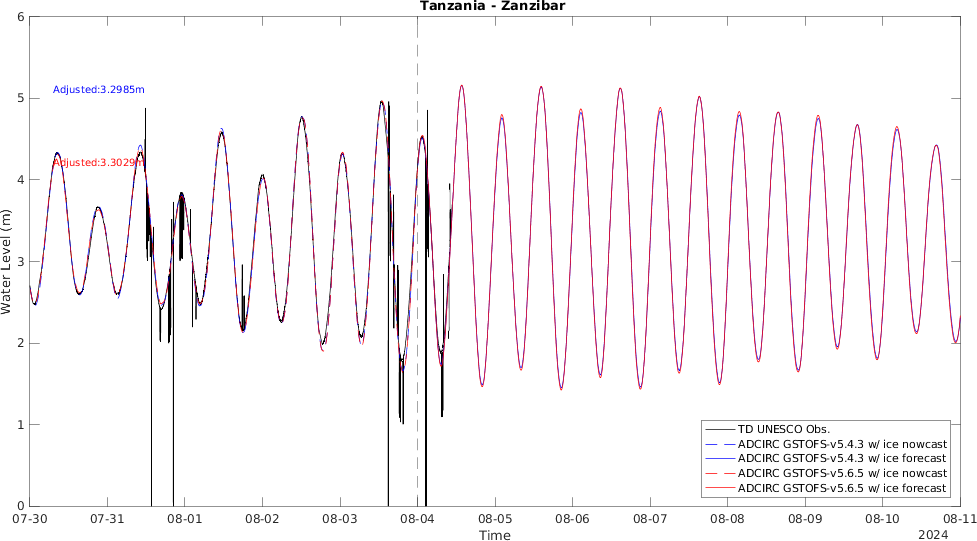 Tanzania - Zanzibar
6
5
4
3
2
1
0
Water Level (m)
Adjusted:3.2985m
Adjusted:3.3029m
TD UNESCO Obs.
ADCIRC GSTOFS-v5.4.3 w/ ice nowcast
ADCIRC GSTOFS-v5.4.3 w/ ice forecast
ADCIRC GSTOFS-v5.6.5 w/ ice nowcast
ADCIRC GSTOFS-v5.6.5 w/ ice forecast
07-30 07-31 08-01 08-02 08-03 08-04 08-05 08-06 08-07 08-08 08-09 08-10 08-11
Time
2024